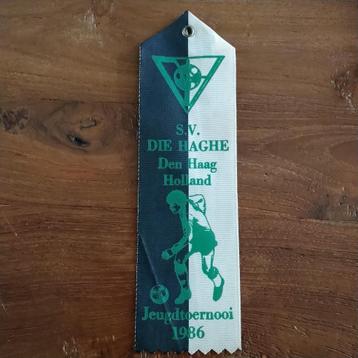 S.V.
DIE HAGHE
Den Haag
Holland
Jeugdtoernooi
1986